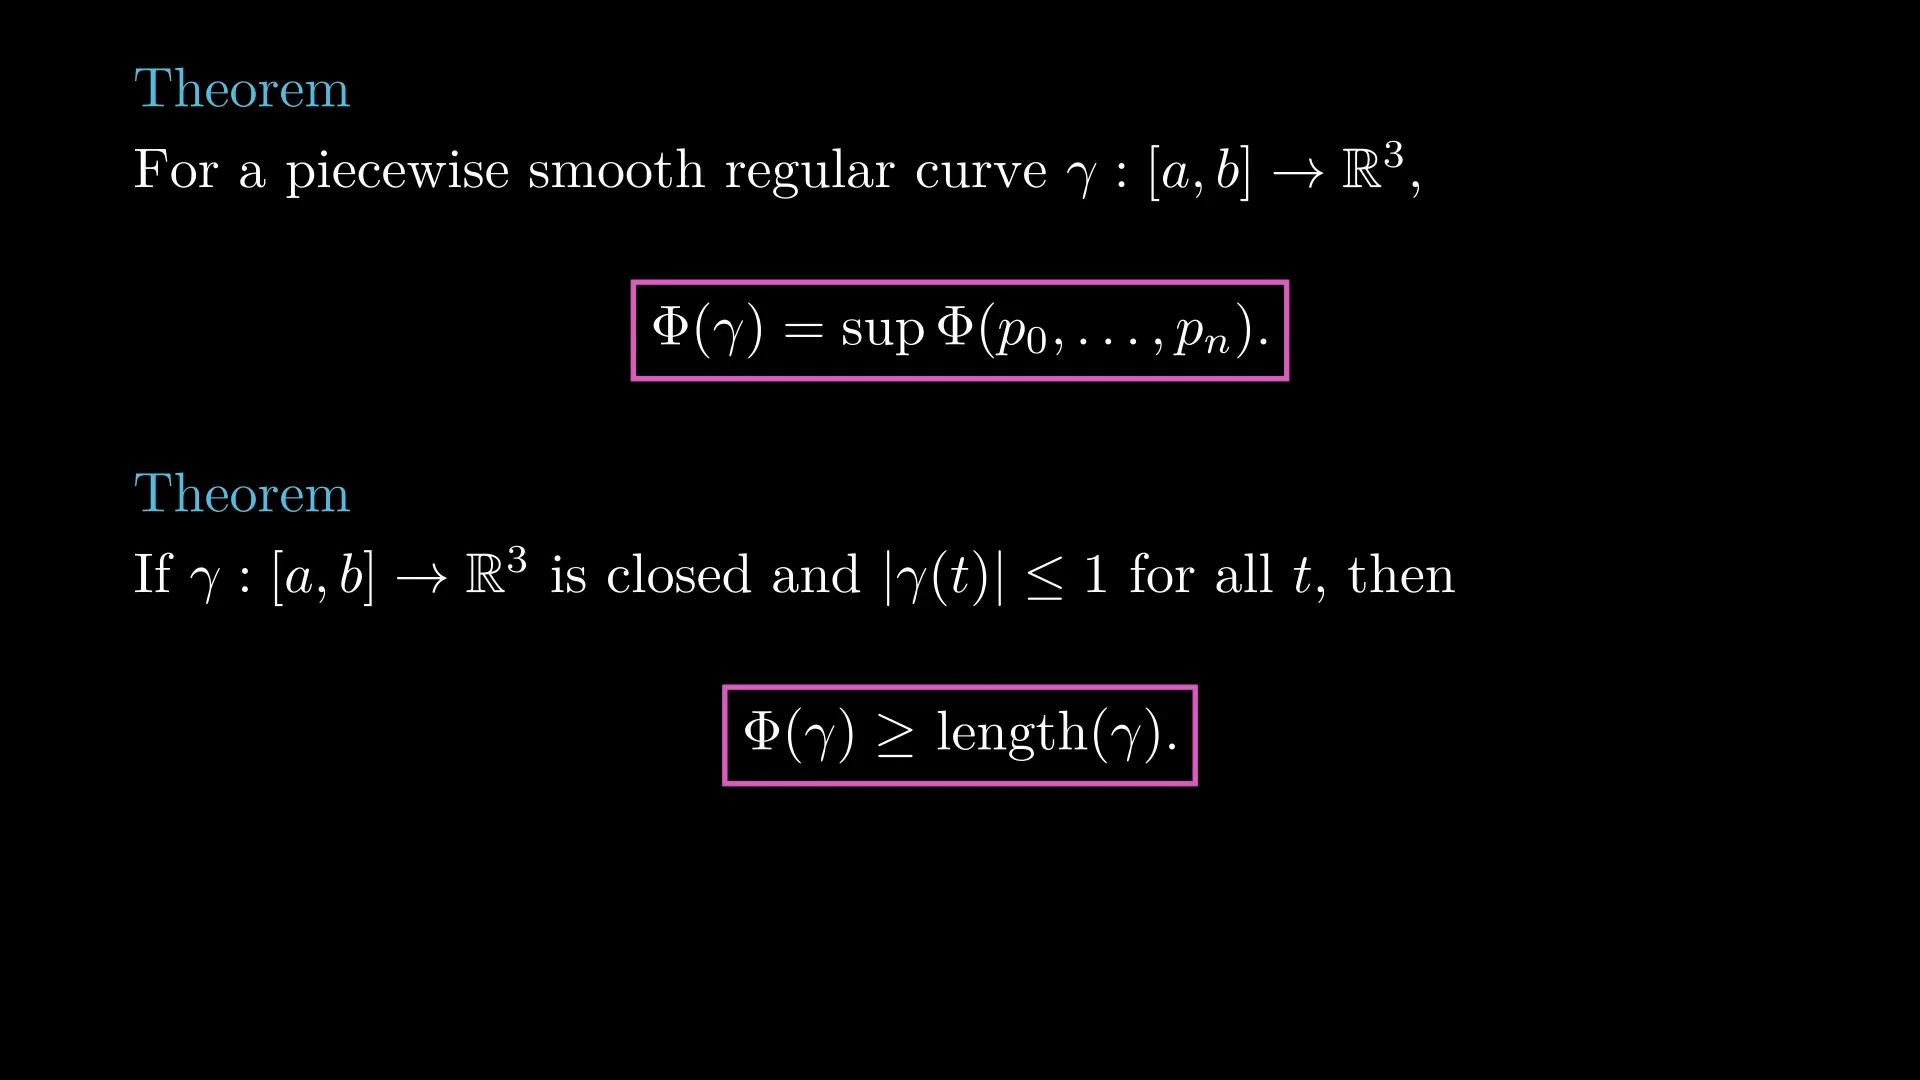 Theorem
For a piecewise smooth regular curve γ : [a, b] → ℝ³,
Φ(γ) = sup Φ(p₀, . . . , pₙ).
Theorem
If γ : [a, b] → ℝ³ is closed and |γ(t)| ≤ 1 for all t, then
Φ(γ) ≥ length(γ).